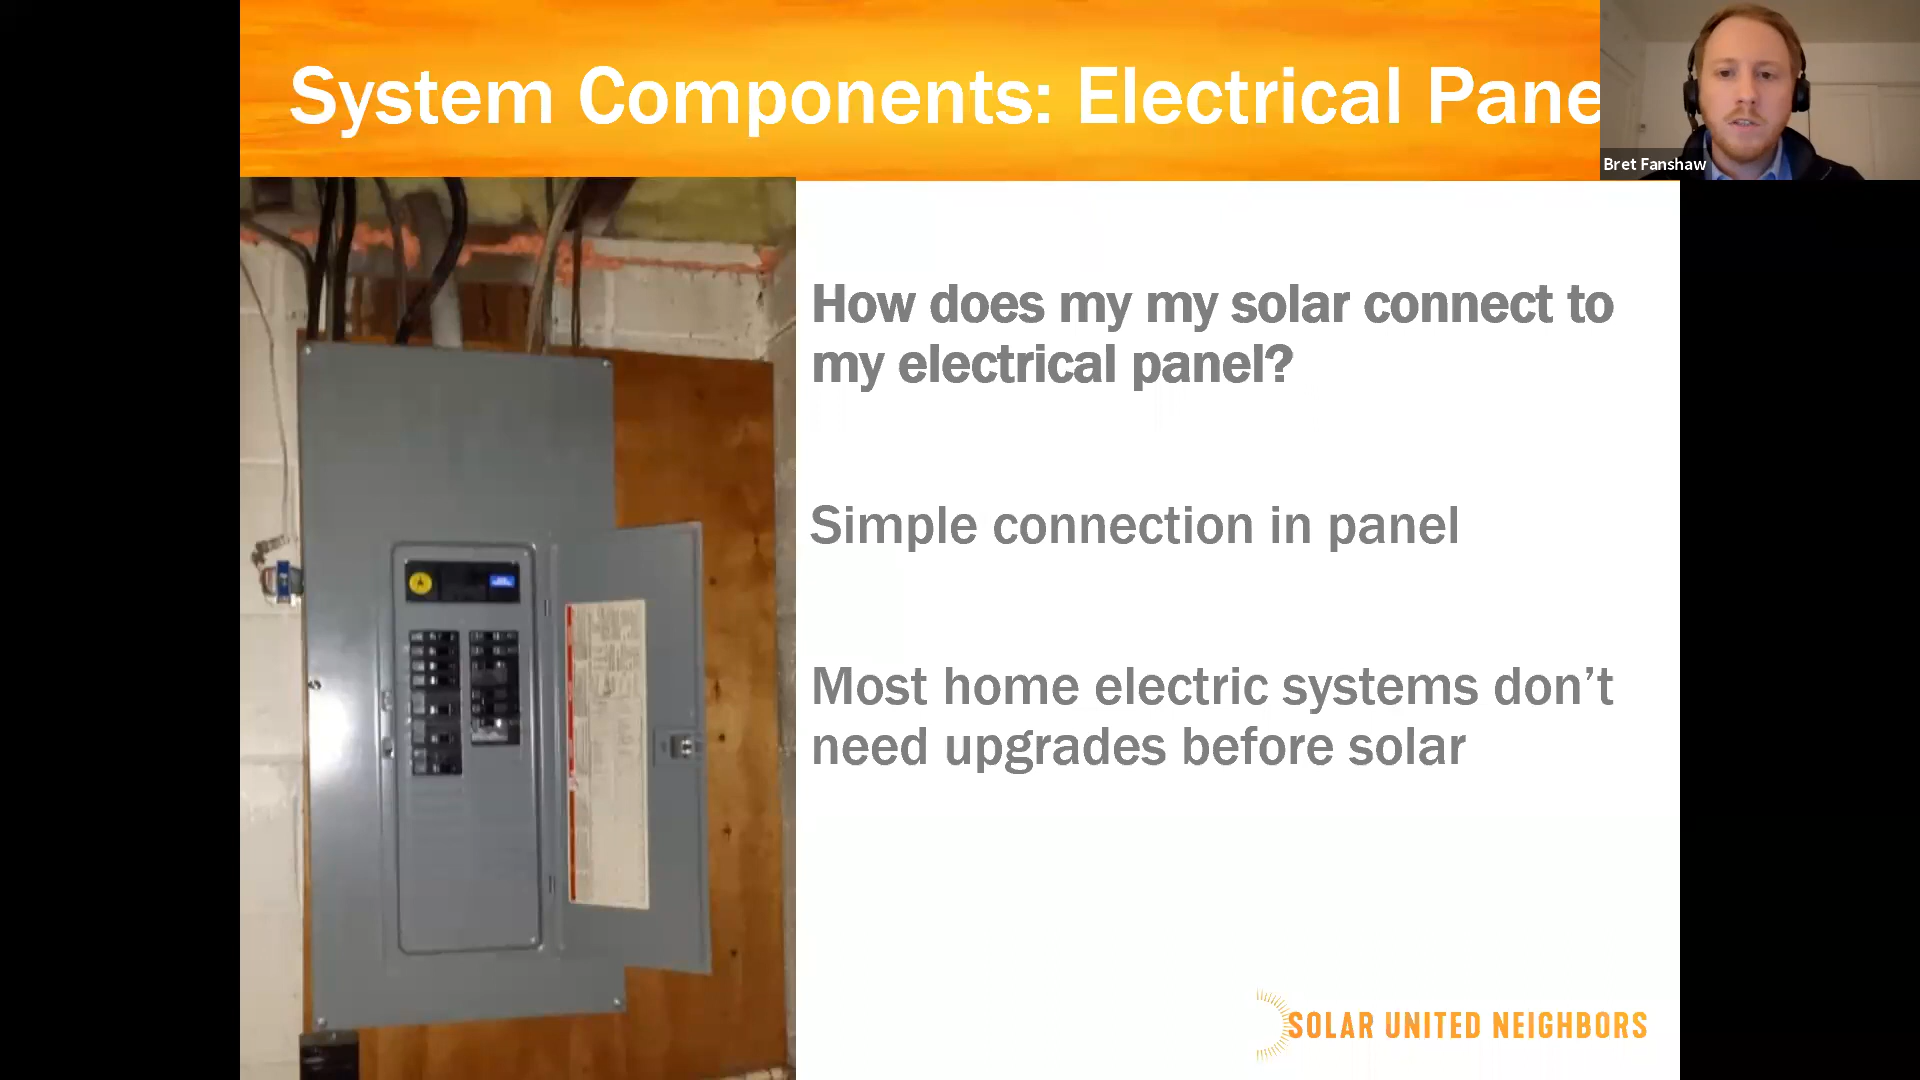 System Components: Electrical Pane
Bret Fanshaw
How does my my solar connect to
my electrical panel?
Simple connection in panel
Most home electric systems don’t
need upgrades before solar
SOLAR UNITED NEIGHBORS